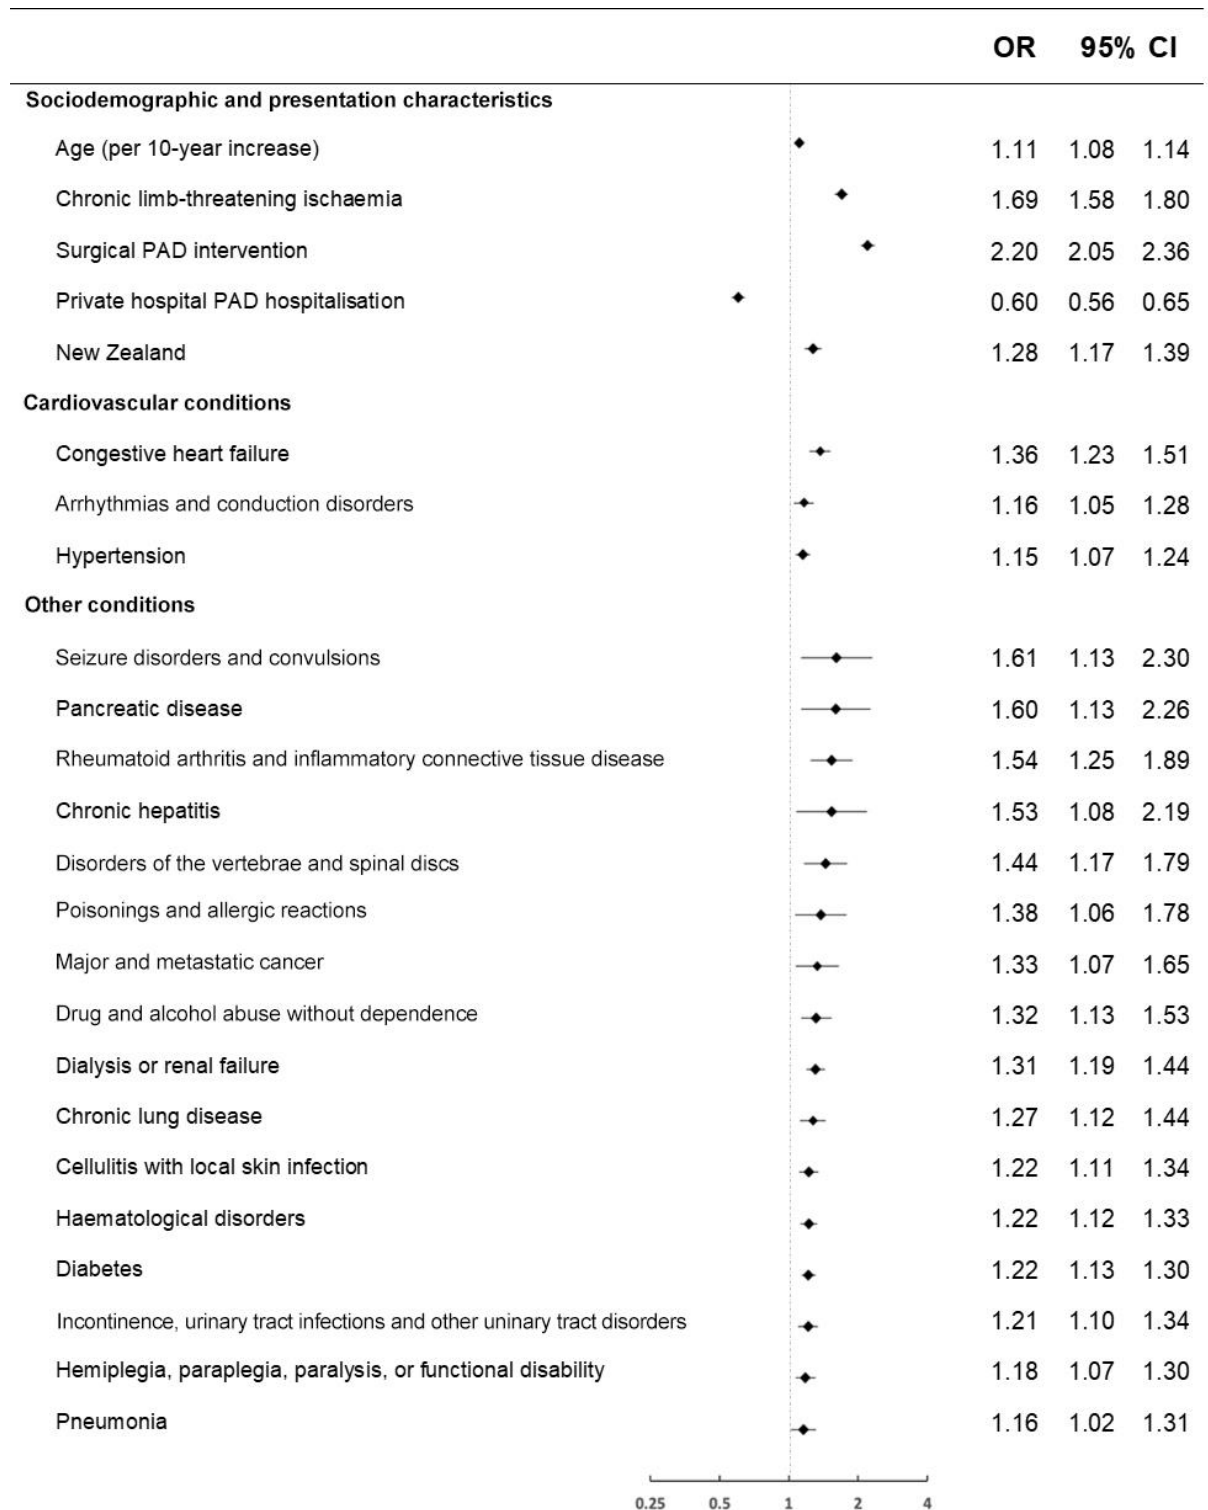 OR 95% CI
Sociodemographic and presentation characteristics
Age (per 10-year increase) 1.11 1.08 1.14
Chronic limb-threatening ischaemia 1.69 1.58 1.80
Surgical PAD intervention 2.20 2.05 2.36
Private hospital PAD hospitalisation 0.60 0.56 0.65
New Zealand 1.28 1.17 1.39
Cardiovascular conditions
Congestive heart failure 1.36 1.23 1.51
Arrhythmias and conduction disorders 1.16 1.05 1.28
Hypertension 1.15 1.07 1.24
Other conditions
Seizure disorders and convulsions 1.61 1.13 2.30
Pancreatic disease 1.60 1.13 2.26
Rheumatoid arthritis and inflammatory connective tissue disease 1.54 1.25 1.89
Chronic hepatitis 1.53 1.08 2.19
Disorders of the vertebrae and spinal discs 1.44 1.17 1.79
Poisonings and allergic reactions 1.38 1.06 1.78
Major and metastatic cancer 1.33 1.07 1.65
Drug and alcohol abuse without dependence 1.32 1.13 1.53
Dialysis or renal failure 1.31 1.19 1.44
Chronic lung disease 1.27 1.12 1.44
Cellulitis with local skin infection 1.22 1.11 1.34
Haematological disorders 1.22 1.12 1.33
Diabetes 1.22 1.13 1.30
Incontinence, urinary tract infections and other uninary tract disorders 1.21 1.10 1.34
Hemiplegia, paraplegia, paralysis, or functional disability 1.18 1.07 1.30
Pneumonia 1.16 1.02 1.31
0.25 0.5 1 2 4